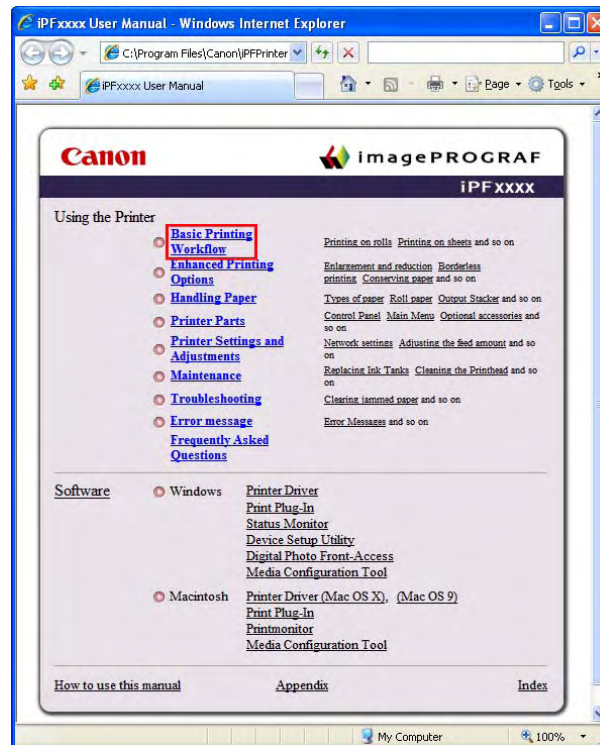 iPFxxxx User Manual - Windows Internet Explorer
C:\Program Files\Canon\iPFPrinter
iPFxxxx User Manual
Page
Tools
Canon
imagePROGRAF
iPFxxxx
Using the Printer
Basic Printing
Workflow
Printing on rolls Printing on sheets and so on
Enhanced Printing
Options
Enlargement and reduction Borderless
printing Conserving paper and so on
Handling Paper
Types of paper Roll paper Output Stacker and so on
Printer Parts
Control Panel Main Menu Optional accessories and
so on
Printer Settings and
Adjustments
Network settings Adjusting the feed amount and so
on
Maintenance
Replacing Ink Tanks Cleaning the Printhead and so
on
Troubleshooting
Clearing jammed paper and so on
Error message
Error Messages and so on
Frequently Asked
Questions
Software
Windows
Printer Driver
Print Plug-In
Status Monitor
Device Setup Utility
Digital Photo Front-Access
Media Configuration Tool
Macintosh
Printer Driver (Mac OS X), (Mac OS 9)
Print Plug-In
Printmonitor
Media Configuration Tool
How to use this manual Appendix Index
My Computer 100%